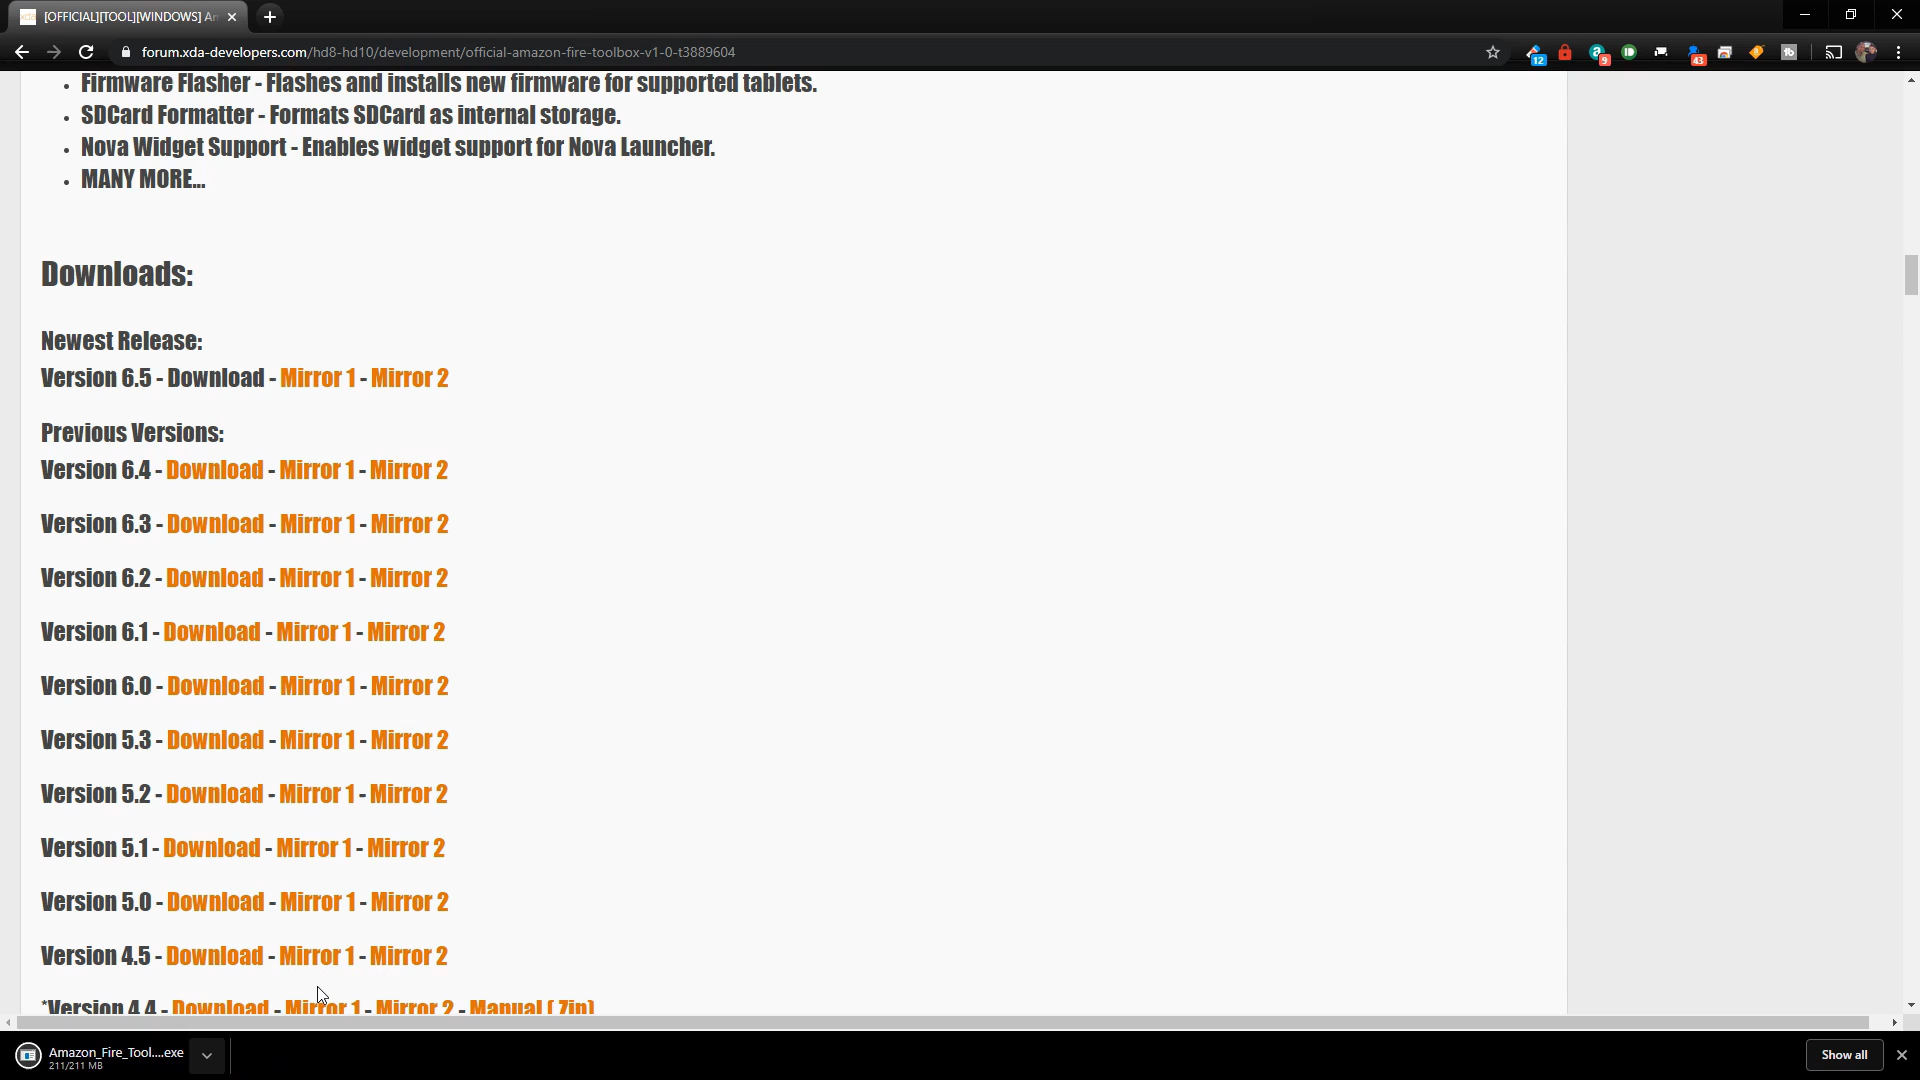 [OFFICIAL][TOOL][WINDOWS] Am
forum.xda-developers.com/hd8-hd10/development/official-amazon-fire-toolbox-v1-0-t3889604
12
9
43
Firmware Flasher - Flashes and installs new firmware for supported tablets.
SDCard Formatter - Formats SDCard as internal storage.
Nova Widget Support - Enables widget support for Nova Launcher.
MANY MORE...
Downloads:
Newest Release:
Version 6.5 - Download - Mirror 1 - Mirror 2
Previous Versions:
Version 6.4 - Download - Mirror 1 - Mirror 2
Version 6.3 - Download - Mirror 1 - Mirror 2
Version 6.2 - Download - Mirror 1 - Mirror 2
Version 6.1 - Download - Mirror 1 - Mirror 2
Version 6.0 - Download - Mirror 1 - Mirror 2
Version 5.3 - Download - Mirror 1 - Mirror 2
Version 5.2 - Download - Mirror 1 - Mirror 2
Version 5.1 - Download - Mirror 1 - Mirror 2
Version 5.0 - Download - Mirror 1 - Mirror 2
Version 4.5 - Download - Mirror 1 - Mirror 2
*Version 4.4 - Download - Mirror 1 - Mirror 2 - Manual (.7zip)
Amazon_Fire_Tool....exe
211/211 MB
Show all